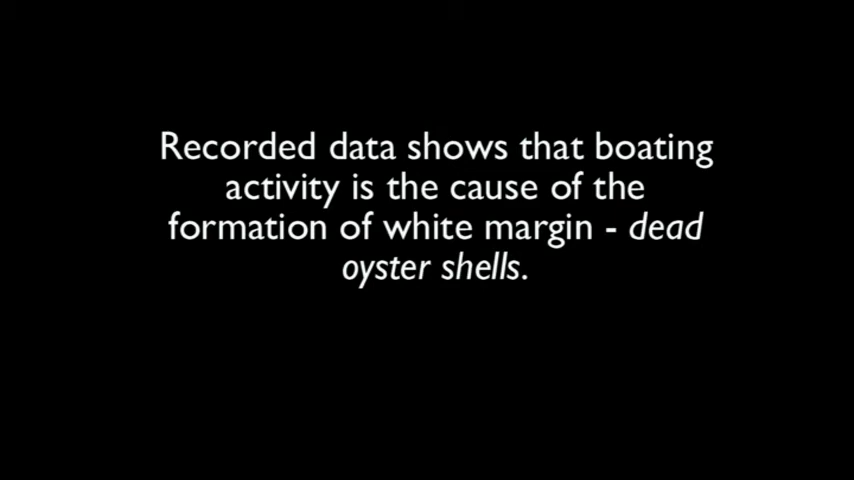 Recorded data shows that boating
activity is the cause of the
formation of white margin - dead
oyster shells.